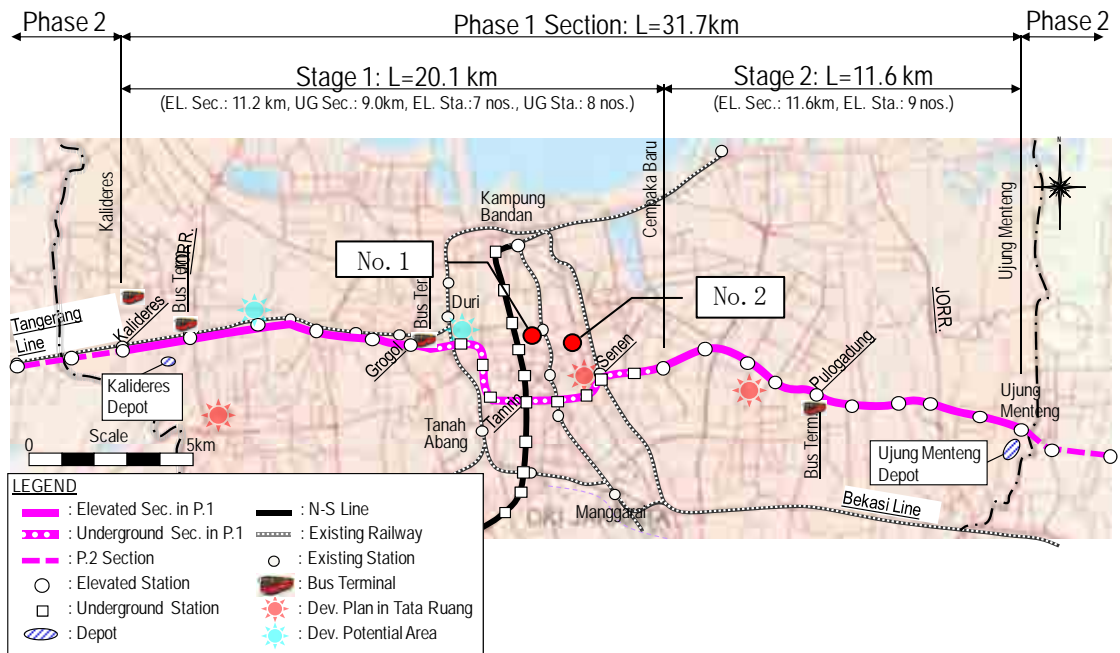 Phase 2
Phase 1 Section: L=31.7km
Phase 2
Stage 1: L=20.1 km
(EL. Sec.: 11.2 km, UG Sec.: 9.0km, EL. Sta.:7 nos., UG Sta.: 8 nos.)
Stage 2: L=11.6 km
(EL. Sec.: 11.6km, EL. Sta.: 9 nos.)
N
Kalideres
Cempaka Baru
Ujung Menteng
Kampung
Bandan
No. 1
No. 2
JORR.
Bus Term
Bus Ter
Duri
JORR.
Tangerang
Line
Kalideres
Grogol
Senen
Pulogadung
Kalideres
Depot
Tamrin
Tanah
Abang
Bus Term
Ujung
Menteng
Ujung Menteng
Depot
0
Scale
5km
Manggarai
DKI JA
Bekasi Line
LEGEND
: Elevated Sec. in P.1
: Underground Sec. in P.1
: P.2 Section
: Elevated Station
: Underground Station
: Depot
: N-S Line
: Existing Railway
: Existing Station
: Bus Terminal
: Dev. Plan in Tata Ruang
: Dev. Potential Area